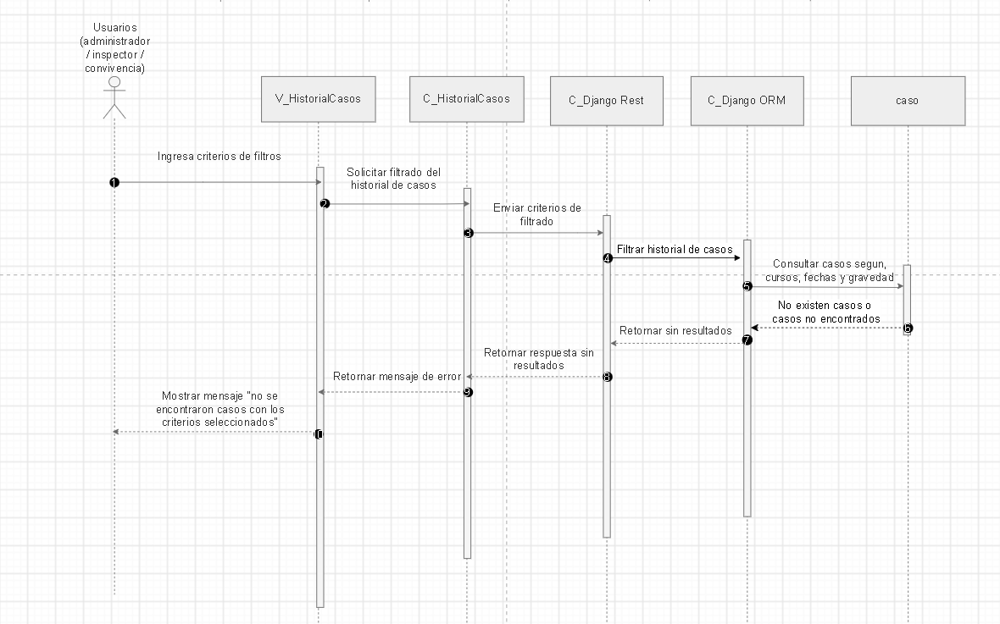 Usuarios
(administrador
/ inspector /
convivencia)
V_HistorialCasos
C_HistorialCasos
C_Django Rest
C_Django ORM
caso
Ingresa criterios de filtros
1
Solicitar filtrado del
historial de casos
2
Enviar criterios de
filtrado
3
Filtrar historial de casos
4
Consultar casos segun,
cursos, fechas y gravedad
5
No existen casos o
casos no encontrados
6
Retornar sin resultados
7
Retornar respuesta sin
resultados
8
Retornar mensaje de error
9
Mostrar mensaje "no se
encontraron casos con los
criterios seleccionados"